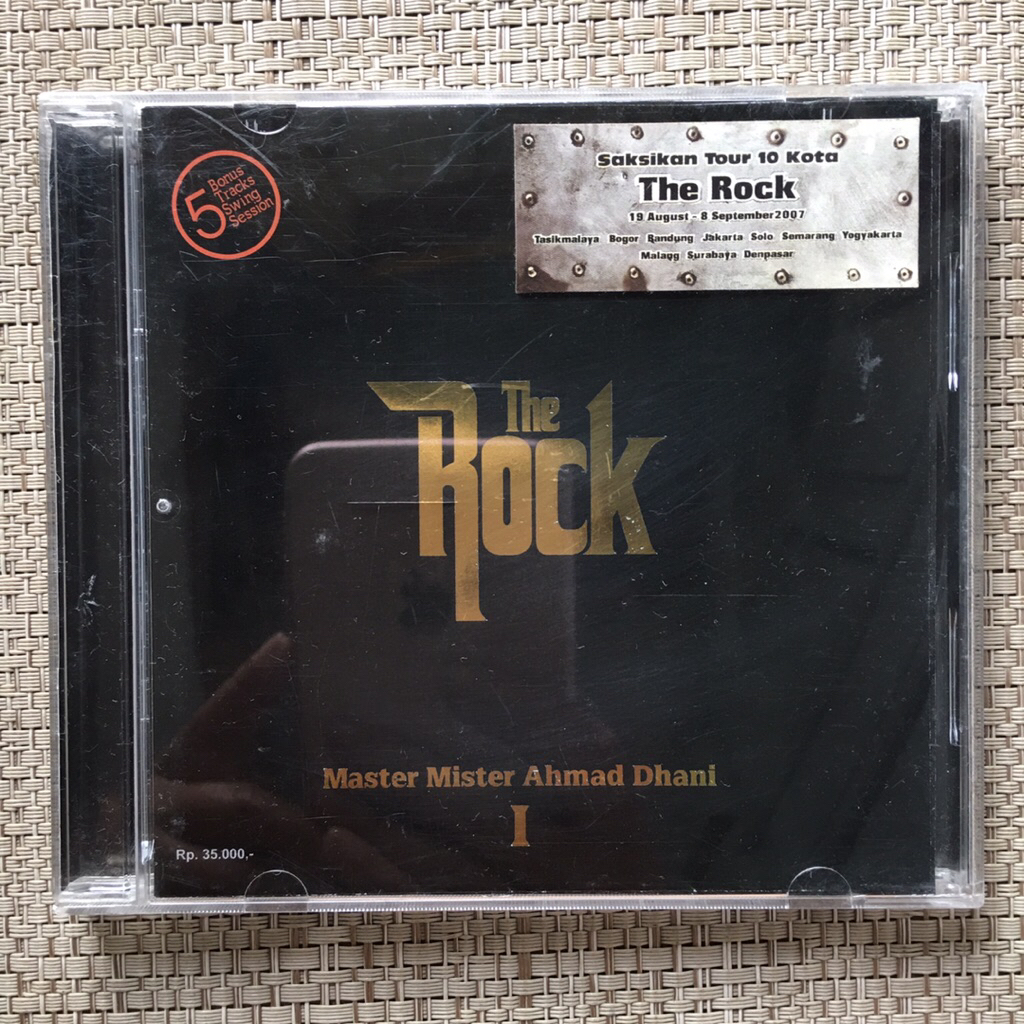 5 Bonus
Tracks
Swing
Session
Saksikan Tour 10 Kota
The Rock
19 August - 8 September 2007
Tasikmalaya Bogor Bandung Jakarta Solo Semarang Yogyakarta
Malang Surabaya Denpasar
The
Rock
Master Mister Ahmad Dhani
I
Rp. 35.000,-